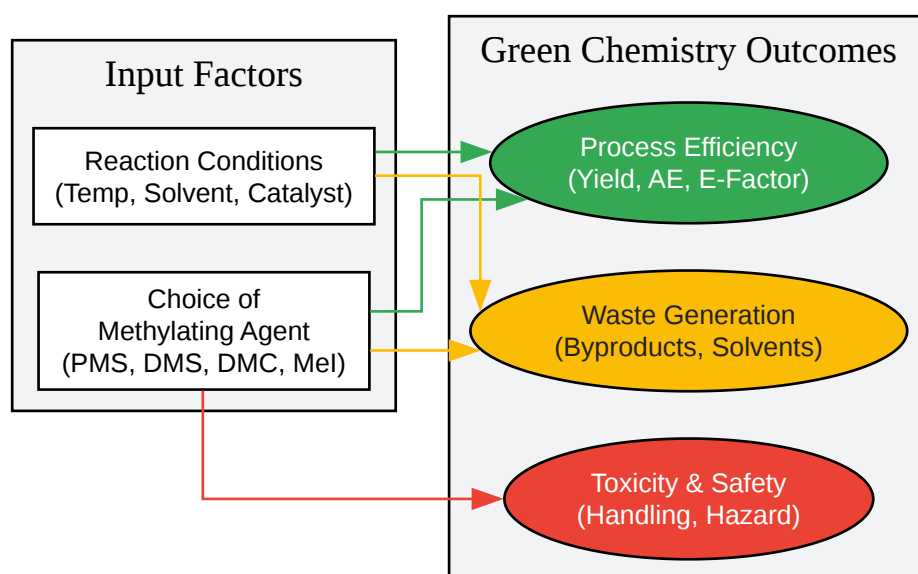 Input Factors
Reaction Conditions
(Temp, Solvent, Catalyst)
Choice of
Methylating Agent
(PMS, DMS, DMC, MeI)
Green Chemistry Outcomes
Process Efficiency
(Yield, AE, E-Factor)
Waste Generation
(Byproducts, Solvents)
Toxicity & Safety
(Handling, Hazard)